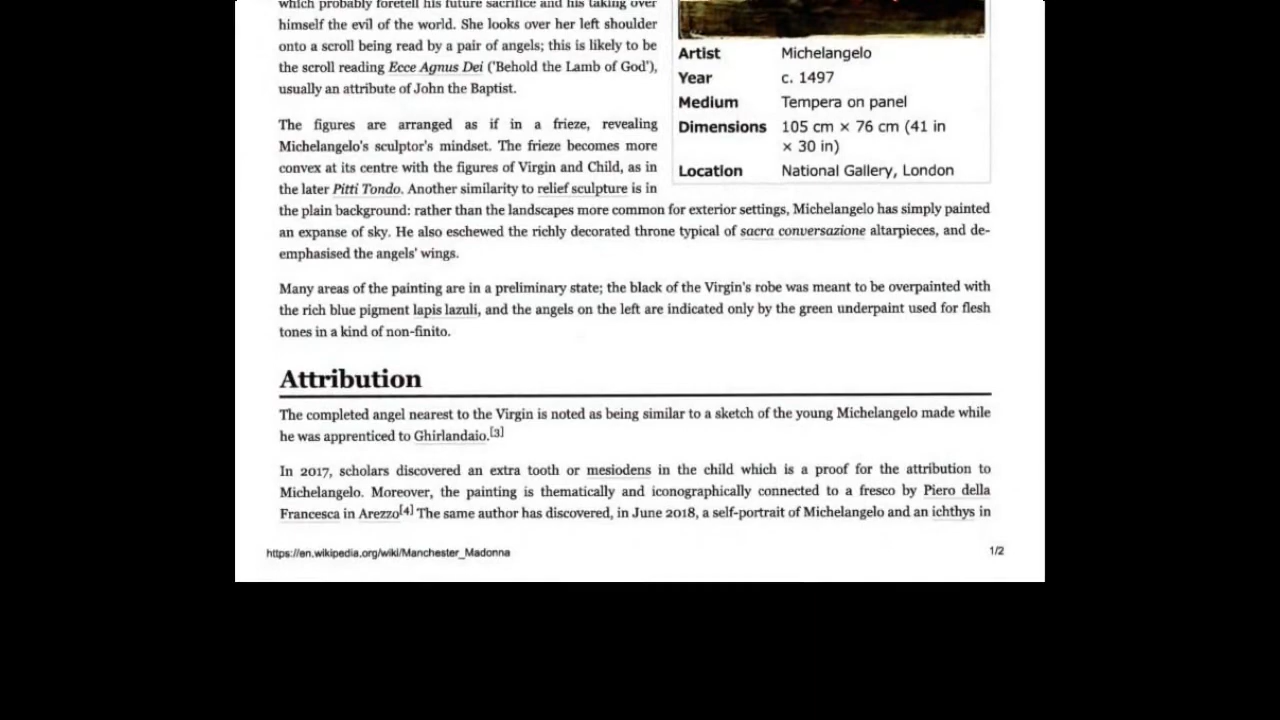 which probably foretell his future sacrifice and his taking over
himself the evil of the world. She looks over her left shoulder
onto a scroll being read by a pair of angels; this is likely to be
the scroll reading Ecce Agnus Dei ('Behold the Lamb of God'),
usually an attribute of John the Baptist.
Artist Michelangelo
Year c. 1497
Medium Tempera on panel
Dimensions 105 cm × 76 cm (41 in
× 30 in)
Location National Gallery, London
The figures are arranged as if in a frieze, revealing
Michelangelo's sculptor's mindset. The frieze becomes more
convex at its centre with the figures of Virgin and Child, as in
the later Pitti Tondo. Another similarity to relief sculpture is in
the plain background: rather than the landscapes more common for exterior settings, Michelangelo has simply painted
an expanse of sky. He also eschewed the richly decorated throne typical of sacra conversazione altarpieces, and de-
emphasised the angels' wings.
Many areas of the painting are in a preliminary state; the black of the Virgin's robe was meant to be overpainted with
the rich blue pigment lapis lazuli, and the angels on the left are indicated only by the green underpaint used for flesh
tones in a kind of non-finito.
Attribution
The completed angel nearest to the Virgin is noted as being similar to a sketch of the young Michelangelo made while
he was apprenticed to Ghirlandaio.[3]
In 2017, scholars discovered an extra tooth or mesiodens in the child which is a proof for the attribution to
Michelangelo. Moreover, the painting is thematically and iconographically connected to a fresco by Piero della
Francesca in Arezzo[4] The same author has discovered, in June 2018, a self-portrait of Michelangelo and an ichthys in
https://en.wikipedia.org/wiki/Manchester_Madonna 1/2